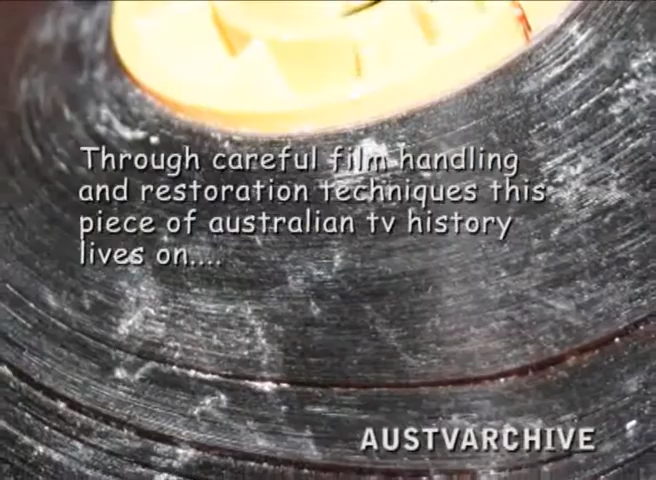 Through careful film handling
and restoration techniques this
piece of australian tv history
lives on....
AUSTVARCHIVE